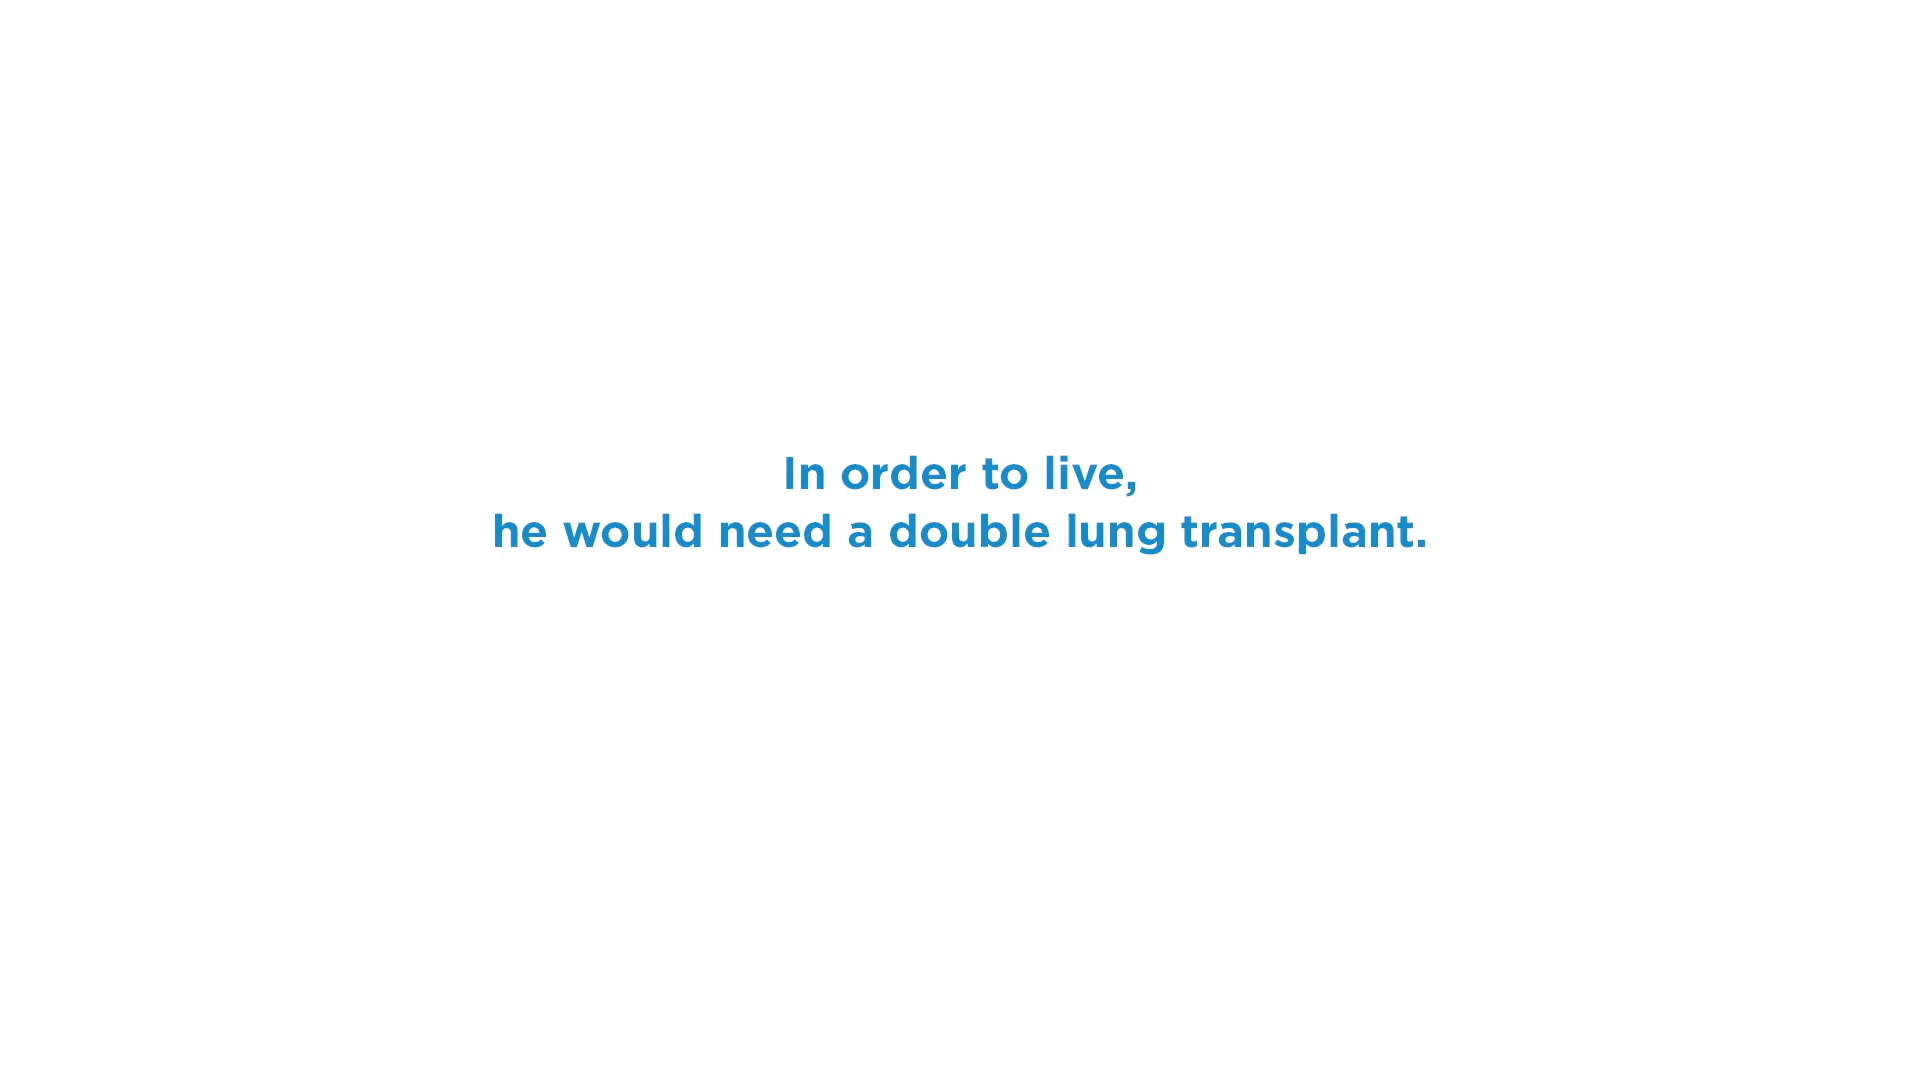 In order to live,
he would need a double lung transplant.